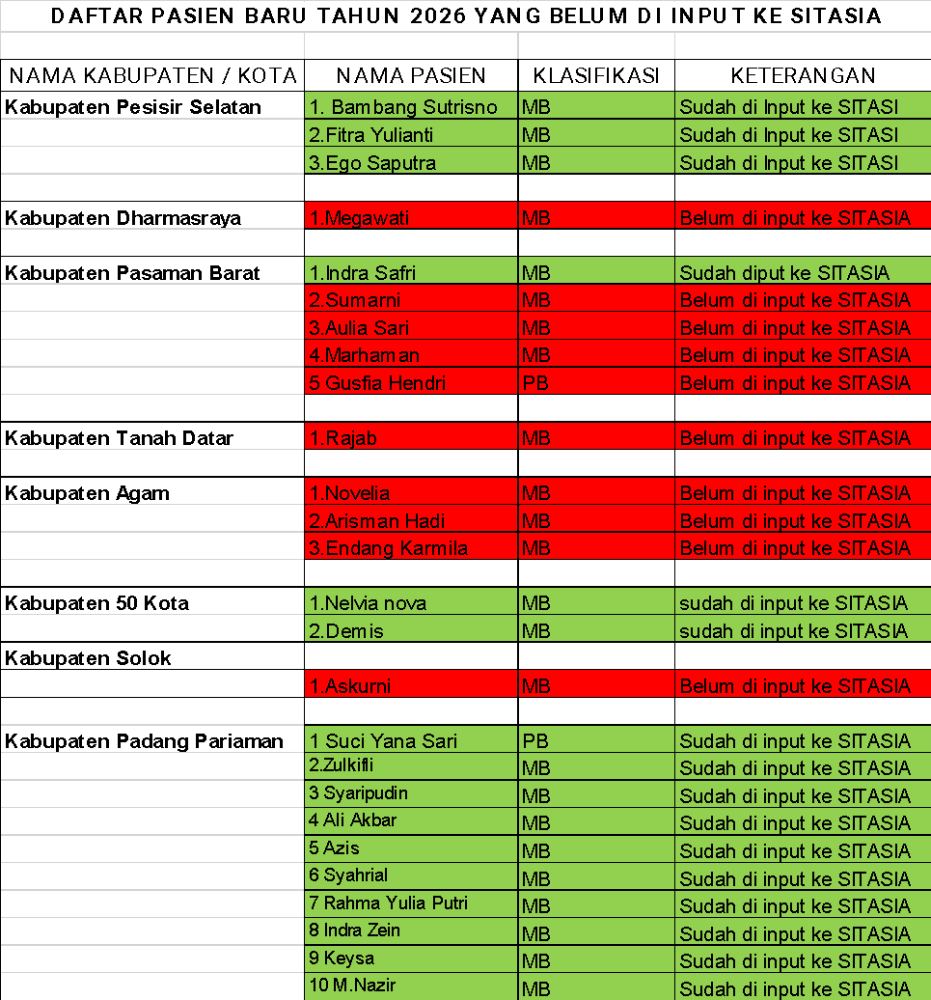 DAFTAR PASIEN BARU TAHUN 2026 YANG BELUM DI INPUT KE SITASIA
NAMA KABUPATEN / KOTA NAMA PASIEN KLASIFIKASI KETERANGAN
Kabupaten Pesisir Selatan 1. Bambang Sutrisno MB Sudah di Input ke SITASI
2.Fitra Yulianti MB Sudah di Input ke SITASI
3.Ego Saputra MB Sudah di Input ke SITASI
Kabupaten Dharmasraya 1.Megawati MB Belum di input ke SITASIA
Kabupaten Pasaman Barat 1.Indra Safri MB Sudah diput ke SITASIA
2.Sumarni MB Belum di input ke SITASIA
3.Aulia Sari MB Belum di input ke SITASIA
4.Marhaman MB Belum di input ke SITASIA
5 Gusfia Hendri PB Belum di input ke SITASIA
Kabupaten Tanah Datar 1.Rajab MB Belum di input ke SITASIA
Kabupaten Agam 1.Novelia MB Belum di input ke SITASIA
2.Arisman Hadi MB Belum di input ke SITASIA
3.Endang Karmila MB Belum di input ke SITASIA
Kabupaten 50 Kota 1.Nelvia nova MB sudah di input ke SITASIA
2.Demis MB sudah di input ke SITASIA
Kabupaten Solok
1.Askurni MB Belum di input ke SITASIA
Kabupaten Padang Pariaman 1 Suci Yana Sari PB Sudah di input ke SITASIA
2.Zulkifli MB Sudah di input ke SITASIA
3 Syaripudin MB Sudah di input ke SITASIA
4 Ali Akbar MB Sudah di input ke SITASIA
5 Azis MB Sudah di input ke SITASIA
6 Syahrial MB Sudah di input ke SITASIA
7 Rahma Yulia Putri MB Sudah di input ke SITASIA
8 Indra Zein MB Sudah di input ke SITASIA
9 Keysa MB Sudah di input ke SITASIA
10 M.Nazir MB Sudah di input ke SITASIA